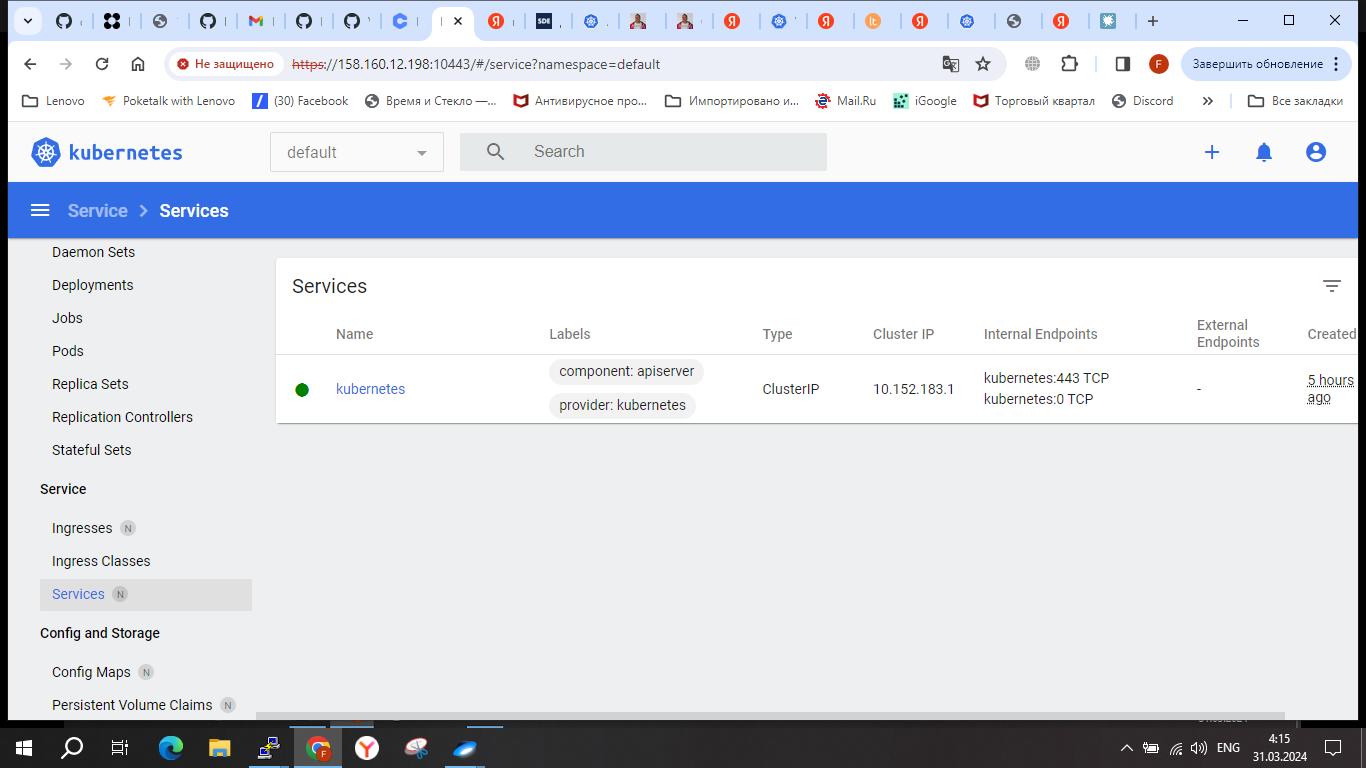 Не защищено
https://158.160.12.198:10443/#/service?namespace=default
F
Завершить обновление
Lenovo
Poketalk with Lenovo
(30) Facebook
Время и Стекло —...
Антивирусное про...
Импортировано и...
Mail.Ru
iGoogle
Торговый квартал
Discord
»
Все закладки
kubernetes
default
Search
Service
Services
Daemon Sets
Deployments
Jobs
Pods
Replica Sets
Replication Controllers
Stateful Sets
Service
Ingresses N
Ingress Classes
Services N
Config and Storage
Config Maps N
Persistent Volume Claims N
Services
Name
Labels
Type
Cluster IP
Internal Endpoints
External
Endpoints
Created
kubernetes
component: apiserver
provider: kubernetes
ClusterIP
10.152.183.1
kubernetes:443 TCP
kubernetes:0 TCP
-
5 hours
ago
ENG
4:15
31.03.2024